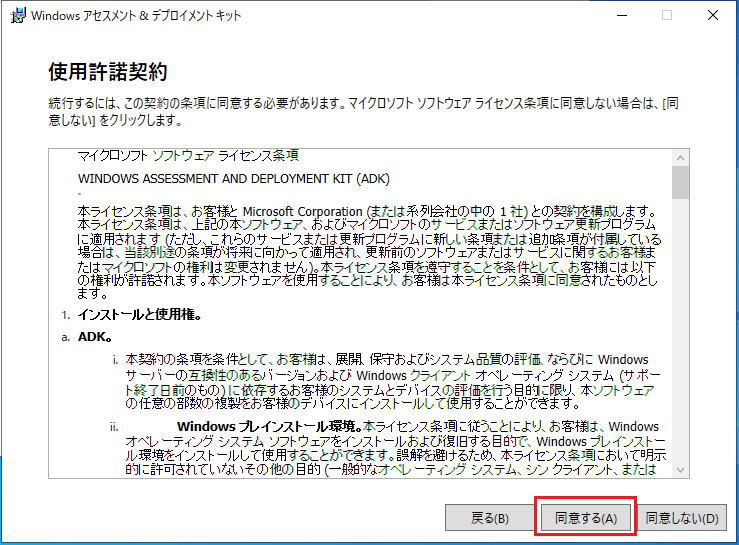 Windows アセスメント & デプロイメント キット
使用許諾契約
続行するには、この契約の条項に同意する必要があります。マイクロソフト ソフトウェア ライセンス条項に同意しない場合は、[同
意しない] をクリックします。
マイクロソフト ソフトウェア ライセンス条項
WINDOWS ASSESSMENT AND DEPLOYMENT KIT (ADK)
本ライセンス条項は、お客様と Microsoft Corporation (または系列会社の中の 1 社) との契約を構成します。
本ライセンス条項は、上記の本ソフトウェア、およびマイクロソフトのサービスまたはソフトウェア更新プログラム
に適用されます (ただし、これらのサービスまたは更新プログラムに新しい条項または追加条項が付属している
場合は、当該別途の条項が将来に向かって適用され、更新前のソフトウェアまたはサービスに関するお客様ま
たはマイクロソフトの権利は変更されません)。本ライセンス条項を遵守することを条件として、お客様には以下
の権利が許諾されます。本ソフトウェアを使用することにより、お客様は本ライセンス条項に同意されたものとし
ます。
1. インストールと使用権。
a. ADK。
i. 本契約の条項を条件として、お客様は、展開、保守およびシステム品質の評価、ならびに Windows
サーバーの互換性のあるバージョンおよび Windows クライアント オペレーティング システム (サポー
ト終了日前のもの) に依存するお客様のシステムとデバイスの評価を行う目的に限り、本ソフトウェア
の任意の部数の複製をお客様のデバイスにインストールして使用することができます。
ii. Windows プレインストール環境。本ライセンス条項に従うことにより、お客様は、Windows
オペレーティング システム ソフトウェアをインストールおよび復旧する目的で、Windows プレインストー
ル環境をインストールして使用することができます。誤解を避けるため、本ライセンス条項において明示
的に許可されていないその他の目的 (一般的なオペレーティング システム、シン クライアント、または
戻る(B)
同意する(A)
同意しない(D)